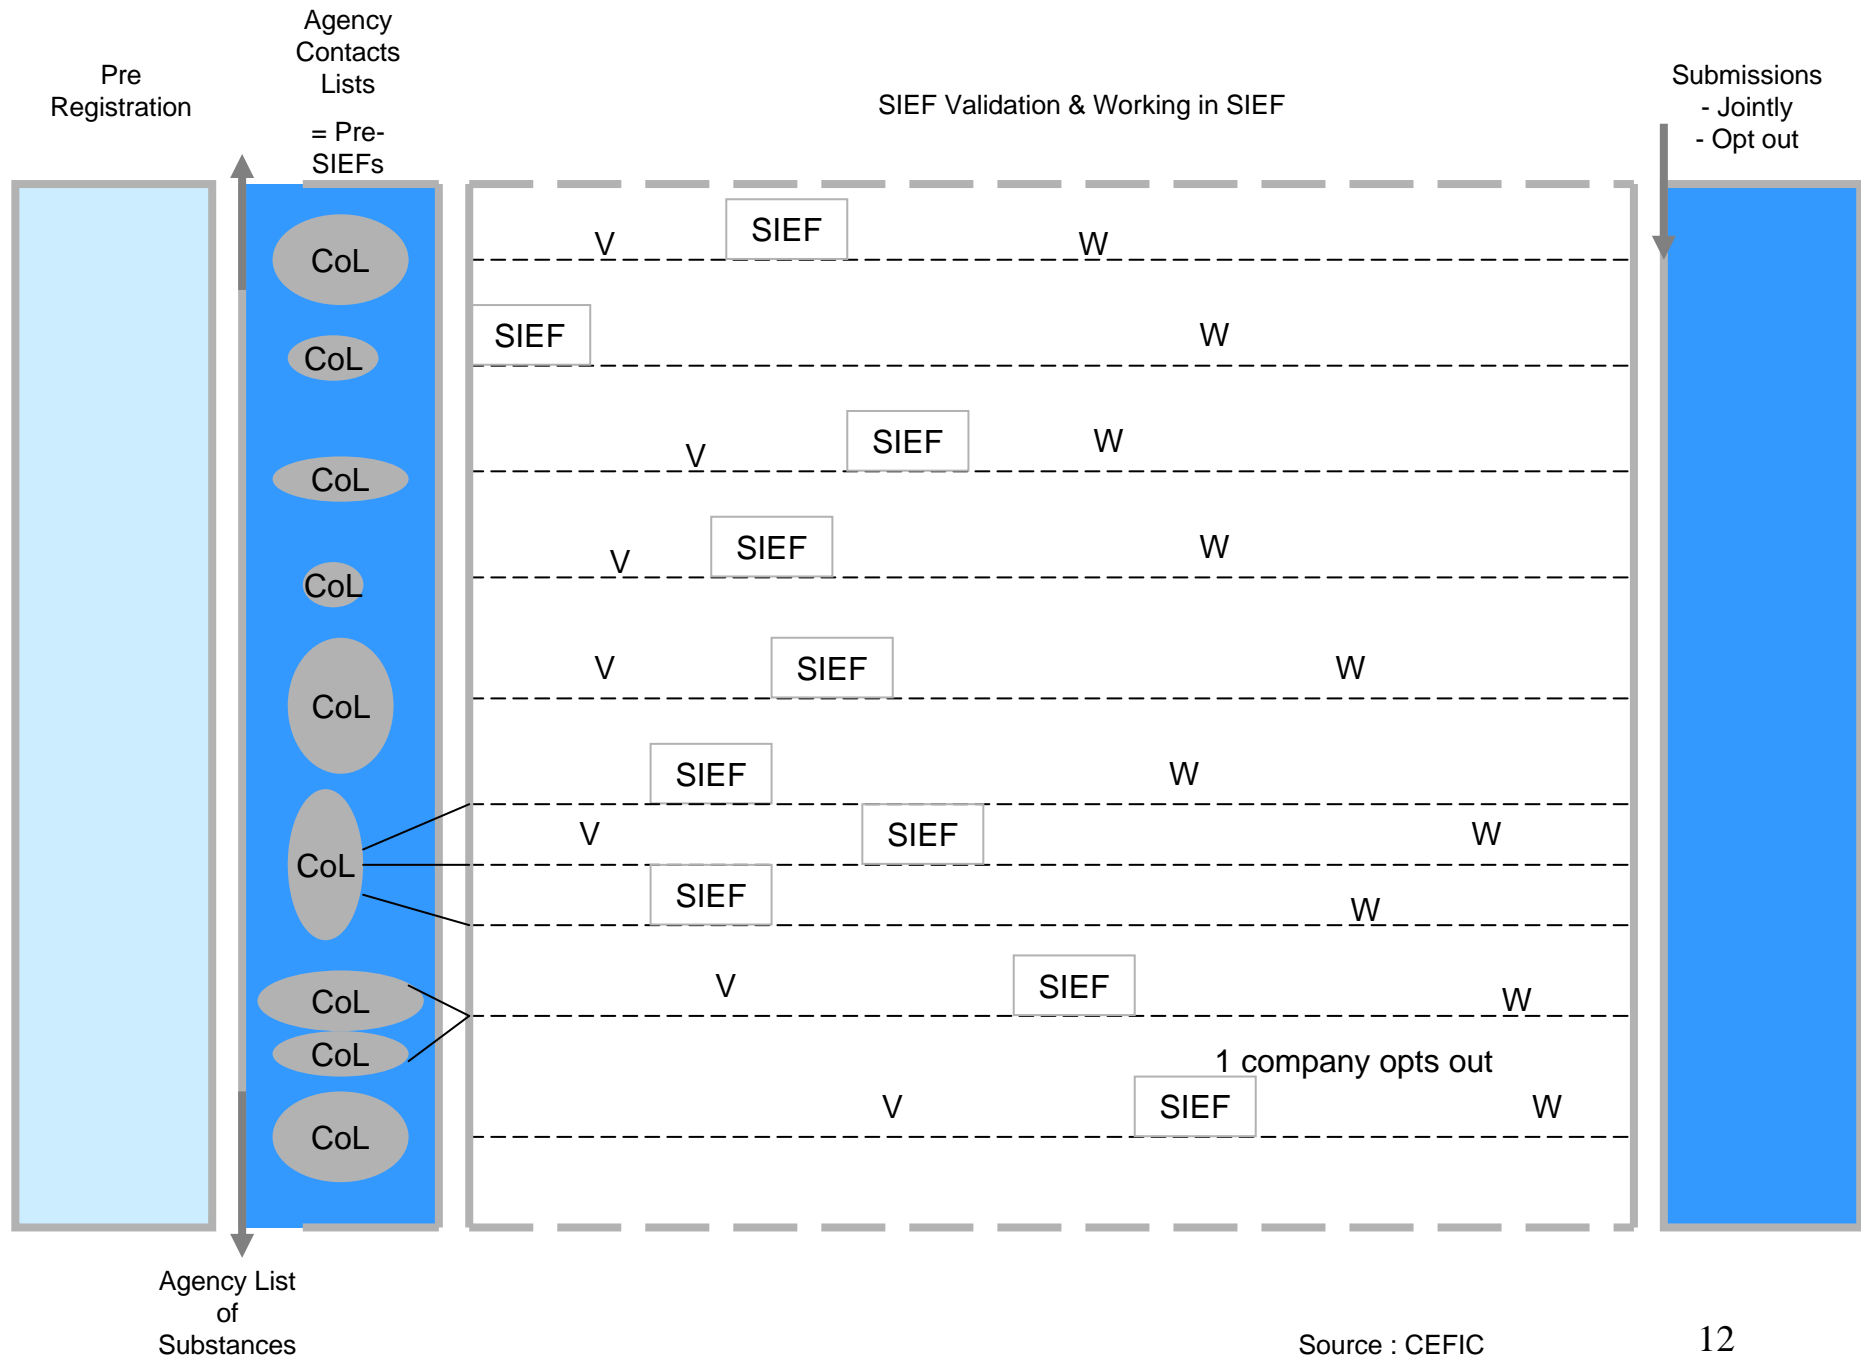 Pre
Registration
Agency
Contacts
Lists
= Pre-
SIEFs
SIEF Validation & Working in SIEF
Submissions
- Jointly
- Opt out
CoL
V
SIEF
W
CoL
SIEF
W
CoL
V
SIEF
W
CoL
V
SIEF
W
CoL
V
SIEF
W
CoL
SIEF
W
V
SIEF
W
SIEF
W
CoL
V
SIEF
W
CoL
1 company opts out
CoL
V
SIEF
W
Agency List
of
Substances
Source : CEFIC
12